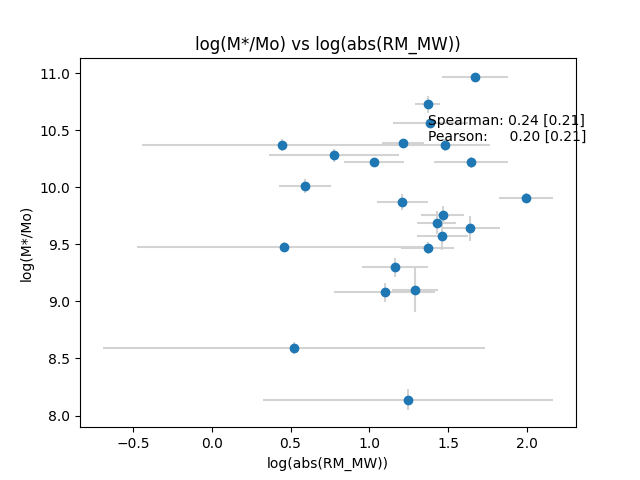 log(M*/Mo) vs log(abs(RM_MW))
11.0
10.5
10.0
9.5
9.0
8.5
8.0
log(M*/Mo)
Spearman: 0.24 [0.21]
Pearson: 0.20 [0.21]
−0.5 0.0 0.5 1.0 1.5 2.0
log(abs(RM_MW))